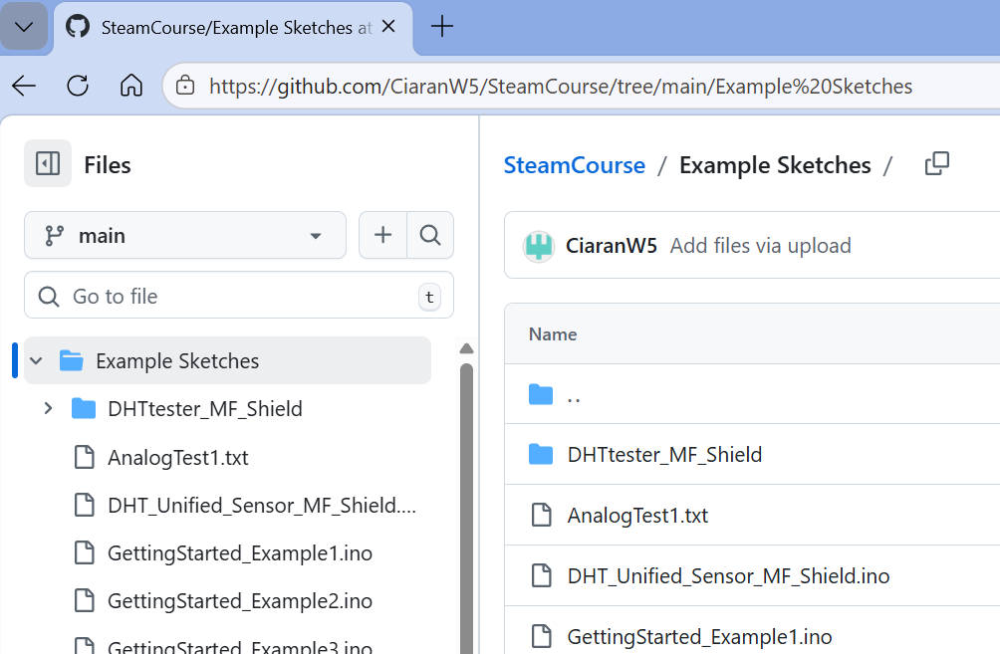 SteamCourse/Example Sketches at
https://github.com/CiaranW5/SteamCourse/tree/main/Example%20Sketches
Files
main
Go to file
t
Example Sketches
DHTtester_MF_Shield
AnalogTest1.txt
DHT_Unified_Sensor_MF_Shield....
GettingStarted_Example1.ino
GettingStarted_Example2.ino
GettingStarted_Example3.ino
SteamCourse / Example Sketches /
CiaranW5 Add files via upload
Name
..
DHTtester_MF_Shield
AnalogTest1.txt
DHT_Unified_Sensor_MF_Shield.ino
GettingStarted_Example1.ino